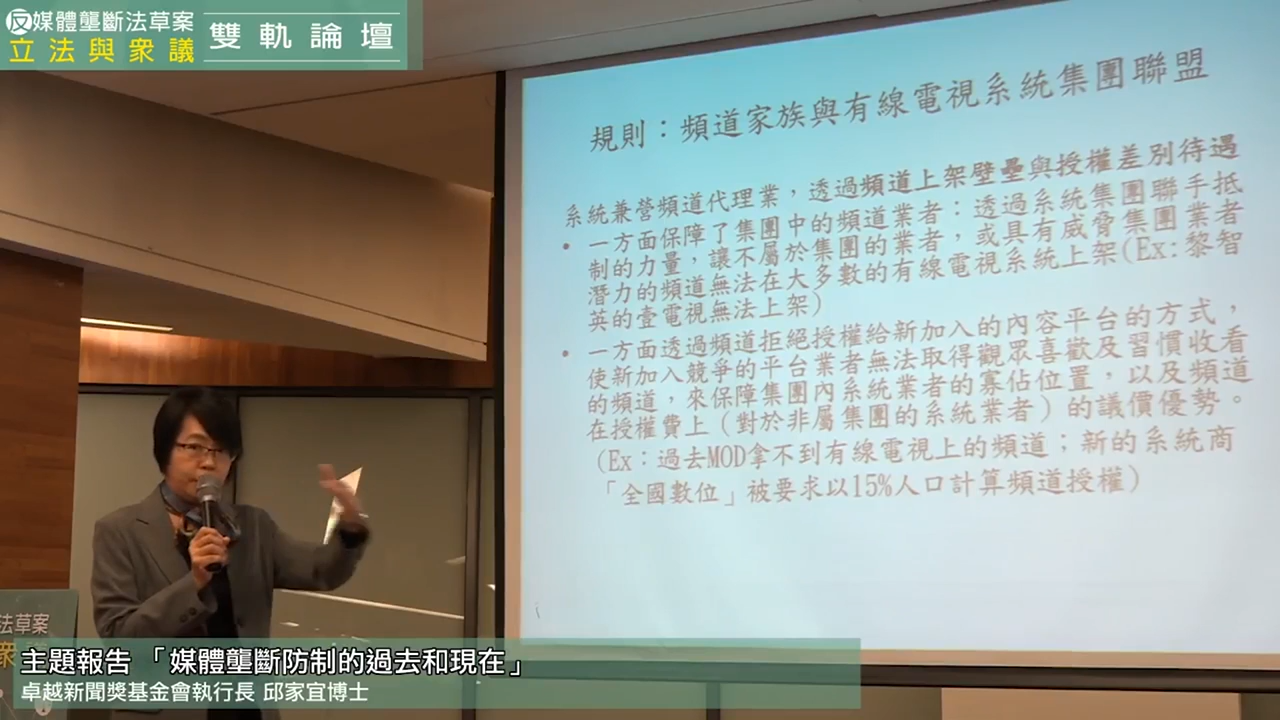 反媒體壟斷法草案
立法與眾議
雙軌論壇
規則：頻道家族與有線電視系統集團聯盟
系統兼營頻道代理業，透過頻道上架壁壘與授權差別待遇
• 一方面保障了集團中的頻道業者：透過系統集團聯手抵
制的力量，讓不屬於集團的業者，或具有威脅集團業者
潛力的頻道無法在大多數的有線電視系統上架(Ex:黎智
英的壹電視無法上架)
• 一方面透過頻道拒絕授權給新加入的內容平台的方式，
使新加入競爭的平台業者無法取得觀眾喜歡及習慣收看
的頻道，來保障集團內系統業者的寡佔位置，以及頻道
在授權費上（對於非屬集團的系統業者）的議價優勢。
（Ex：過去MOD拿不到有線電視上的頻道；新的系統商
「全國數位」被要求以15%人口計算頻道授權）
法草案
眾議
主題報告 「媒體壟斷防制的過去和現在」
卓越新聞獎基金會執行長 邱家宜博士